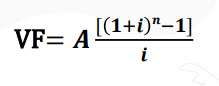 VF= A [(1+i)ⁿ−1]
i